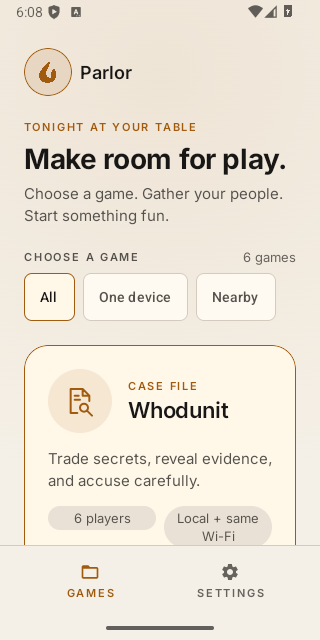 6:08
Parlor
TONIGHT AT YOUR TABLE
Make room for play.
Choose a game. Gather your people.
Start something fun.
CHOOSE A GAME
6 games
All
One device
Nearby
CASE FILE
Whodunit
Trade secrets, reveal evidence,
and accuse carefully.
6 players
Local + same
Wi-Fi
GAMES
SETTINGS